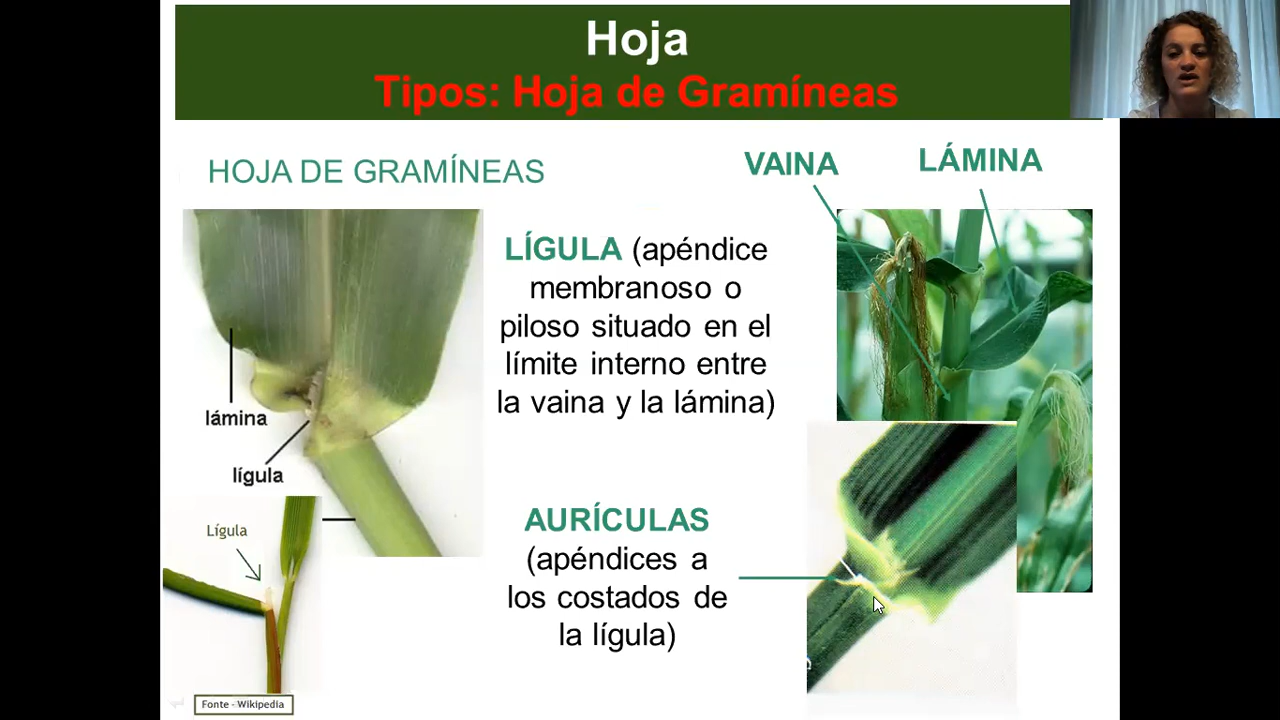 Hoja
Tipos: Hoja de Gramíneas
HOJA DE GRAMÍNEAS
VAINA
LÁMINA
LÍGULA (apéndice
membranoso o
piloso situado en el
límite interno entre
la vaina y la lámina)
lámina
lígula
Lígula
AURÍCULAS
(apéndices a
los costados de
la lígula)
Fonte - Wikipedia